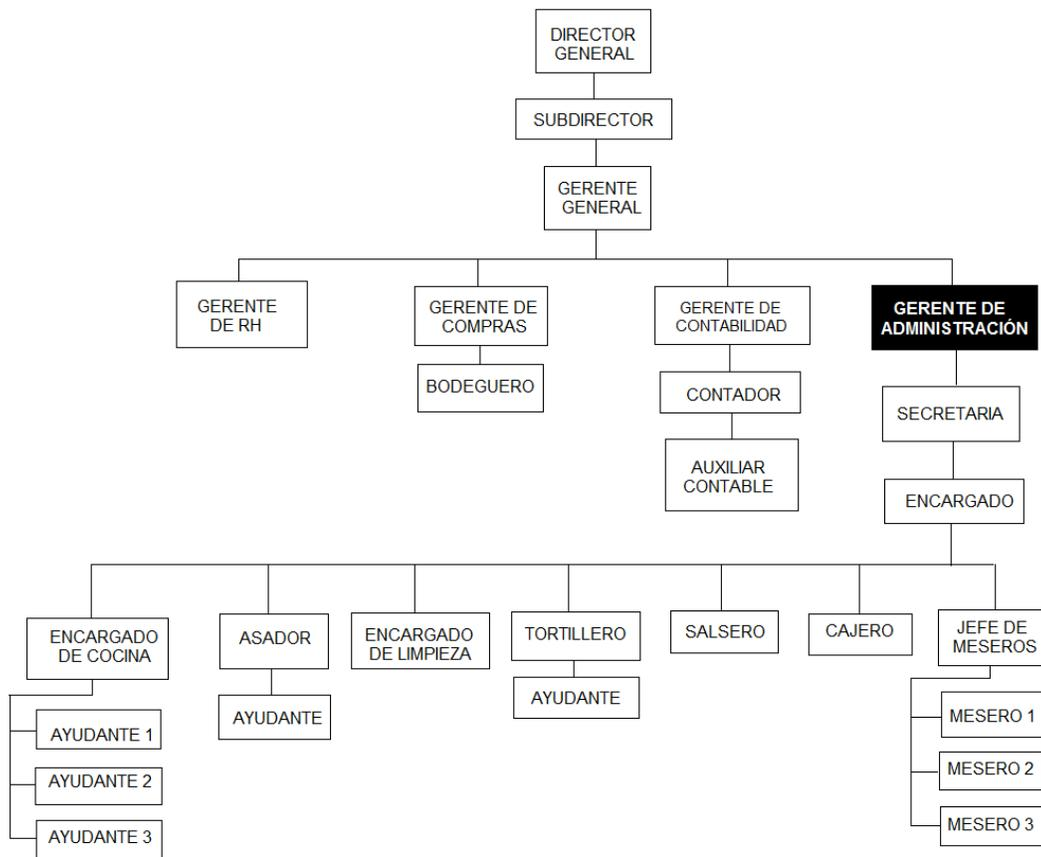 DIRECTOR
GENERAL
SUBDIRECTOR
GERENTE
GENERAL
GERENTE
DE RH
GERENTE DE
COMPRAS
GERENTE DE
CONTABILIDAD
GERENTE DE
ADMINISTRACIÓN
BODEGUERO
CONTADOR
SECRETARIA
AUXILIAR
CONTABLE
ENCARGADO
ENCARGADO
DE COCINA
ASADOR
ENCARGADO
DE LIMPIEZA
TORTILLERO
SALSERO
CAJERO
JEFE DE
MESEROS
AYUDANTE 1
AYUDANTE 2
AYUDANTE 3
AYUDANTE
AYUDANTE
MESERO 1
MESERO 2
MESERO 3